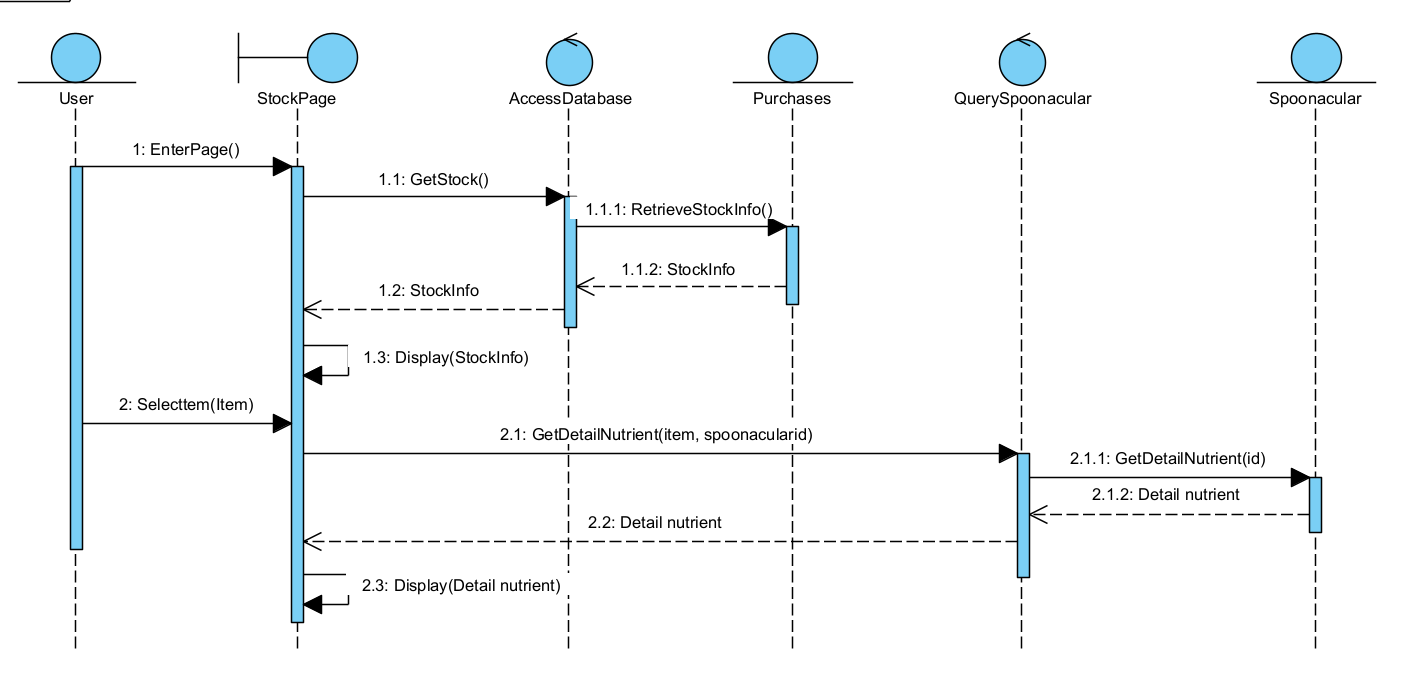 User
StockPage
AccessDatabase
Purchases
QuerySpoonacular
Spoonacular
1: EnterPage()
1.1: GetStock()
1.1.1: RetrieveStockInfo()
1.1.2: StockInfo
1.2: StockInfo
1.3: Display(StockInfo)
2: SelectItem(Item)
2.1: GetDetailNutrient(item, spoonacularid)
2.1.1: GetDetailNutrient(id)
2.1.2: Detail nutrient
2.2: Detail nutrient
2.3: Display(Detail nutrient)